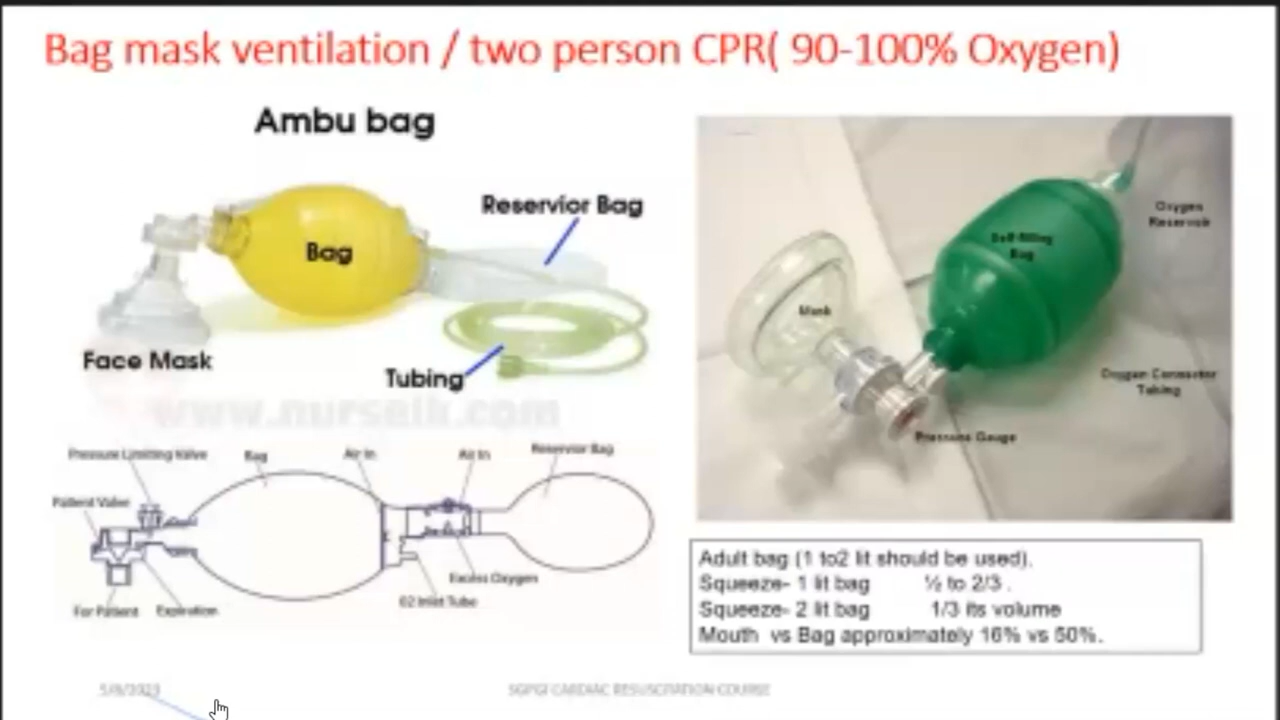 Bag mask ventilation / two person CPR( 90-100% Oxygen)
Ambu bag
Reservior Bag
Bag
Face Mask
Tubing
www.nurseilk.com
Pressure Limiting Valve
Bag
Air In
Air In
Reservior Bag
Patient Valve
Excess Oxygen
02 Inlet Tube
For Patient
Expiration
Oxygen
Reservoir
Self-filling
Bag
Mask
Oxygen Connector
Tubing
Pressure Gauge
Adult bag (1 to2 lit should be used).
Squeeze- 1 lit bag ½ to 2/3 .
Squeeze- 2 lit bag 1/3 its volume
Mouth vs Bag approximately 16% vs 50%.
SGPGI CARDIAC RESUSCITATION COURSE